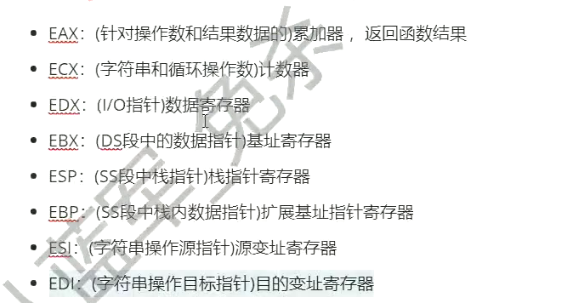 EAX：(针对操作数和结果数据的)累加器 ，返回函数结果
ECX：(字符串和循环操作数)计数器
EDX：(I/O指针)数据寄存器
EBX：(DS段中的数据指针)基址寄存器
ESP：(SS段中栈指针)栈指针寄存器
EBP：(SS段中栈内数据指针)扩展基址指针寄存器
ESI：(字符串操作源指针)源变址寄存器
EDI：(字符串操作目标指针)目的变址寄存器
蓝军_免杀